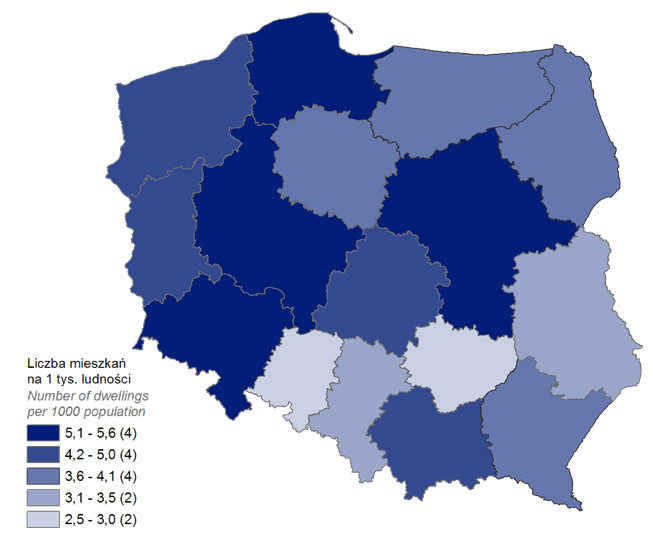 Liczba mieszkań
na 1 tys. ludności
Number of dwellings
per 1000 population
5,1 - 5,6 (4)
4,2 - 5,0 (4)
3,6 - 4,1 (4)
3,1 - 3,5 (2)
2,5 - 3,0 (2)